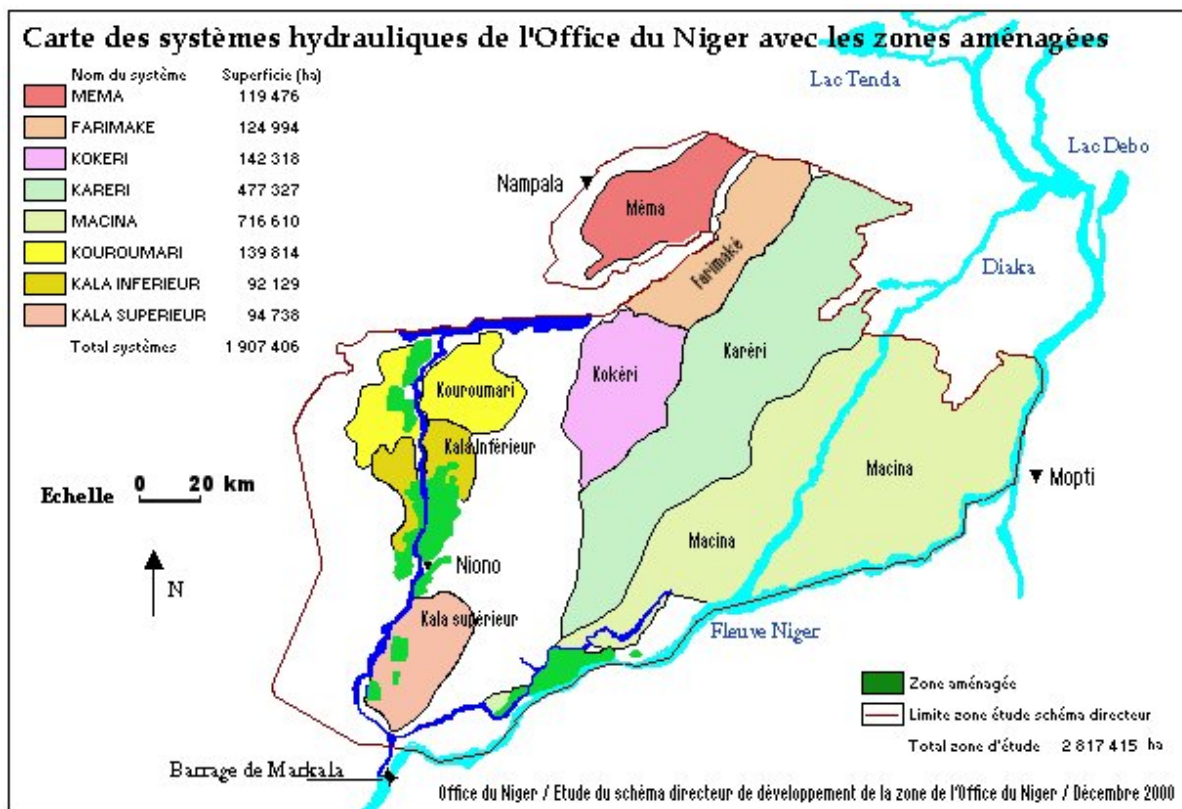 Carte des systèmes hydrauliques de l'Office du Niger avec les zones aménagées
Nom du système Superficie (ha)
MEMA 119 476
FARIMAKE 124 994
KOKERI 142 318
KARERI 477 327
MACINA 716 610
KOUROUMARI 139 814
KALA INFERIEUR 92 129
KALA SUPERIEUR 94 738
Total systèmes 1 907 406
Lac Tenda
Lac Debo
Nampala
Méma
Farimaké
Diaka
Karéri
Kokéri
Kouroumari
Kala Inférieur
Macina
Mopti
Echelle 0 20 km
Macina
Niono
N
Kala supérieur
Fleuve Niger
Zone aménagée
Limite zone étude schéma directeur
Total zone d'étude 2 817 415 ha
Barrage de Markala
Office du Niger / Etude du schéma directeur de développement de la zone de l'Office du Niger / Décembre 2000